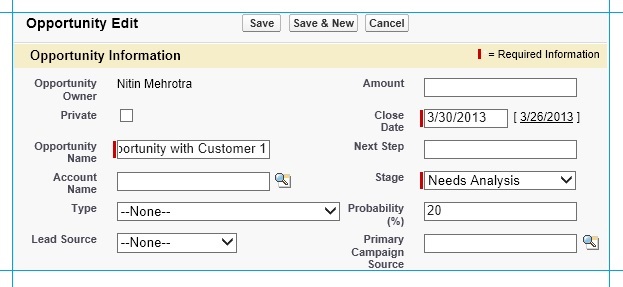 Opportunity Edit Save Save & New Cancel
Opportunity Information = Required Information
Opportunity Owner Nitin Mehrotra
Amount
Private
Close Date 3/30/2013 [ 3/26/2013 ]
Opportunity Name portunity with Customer 1
Next Step
Account Name
Stage Needs Analysis
Type --None--
Probability (%) 20
Lead Source --None--
Primary Campaign Source